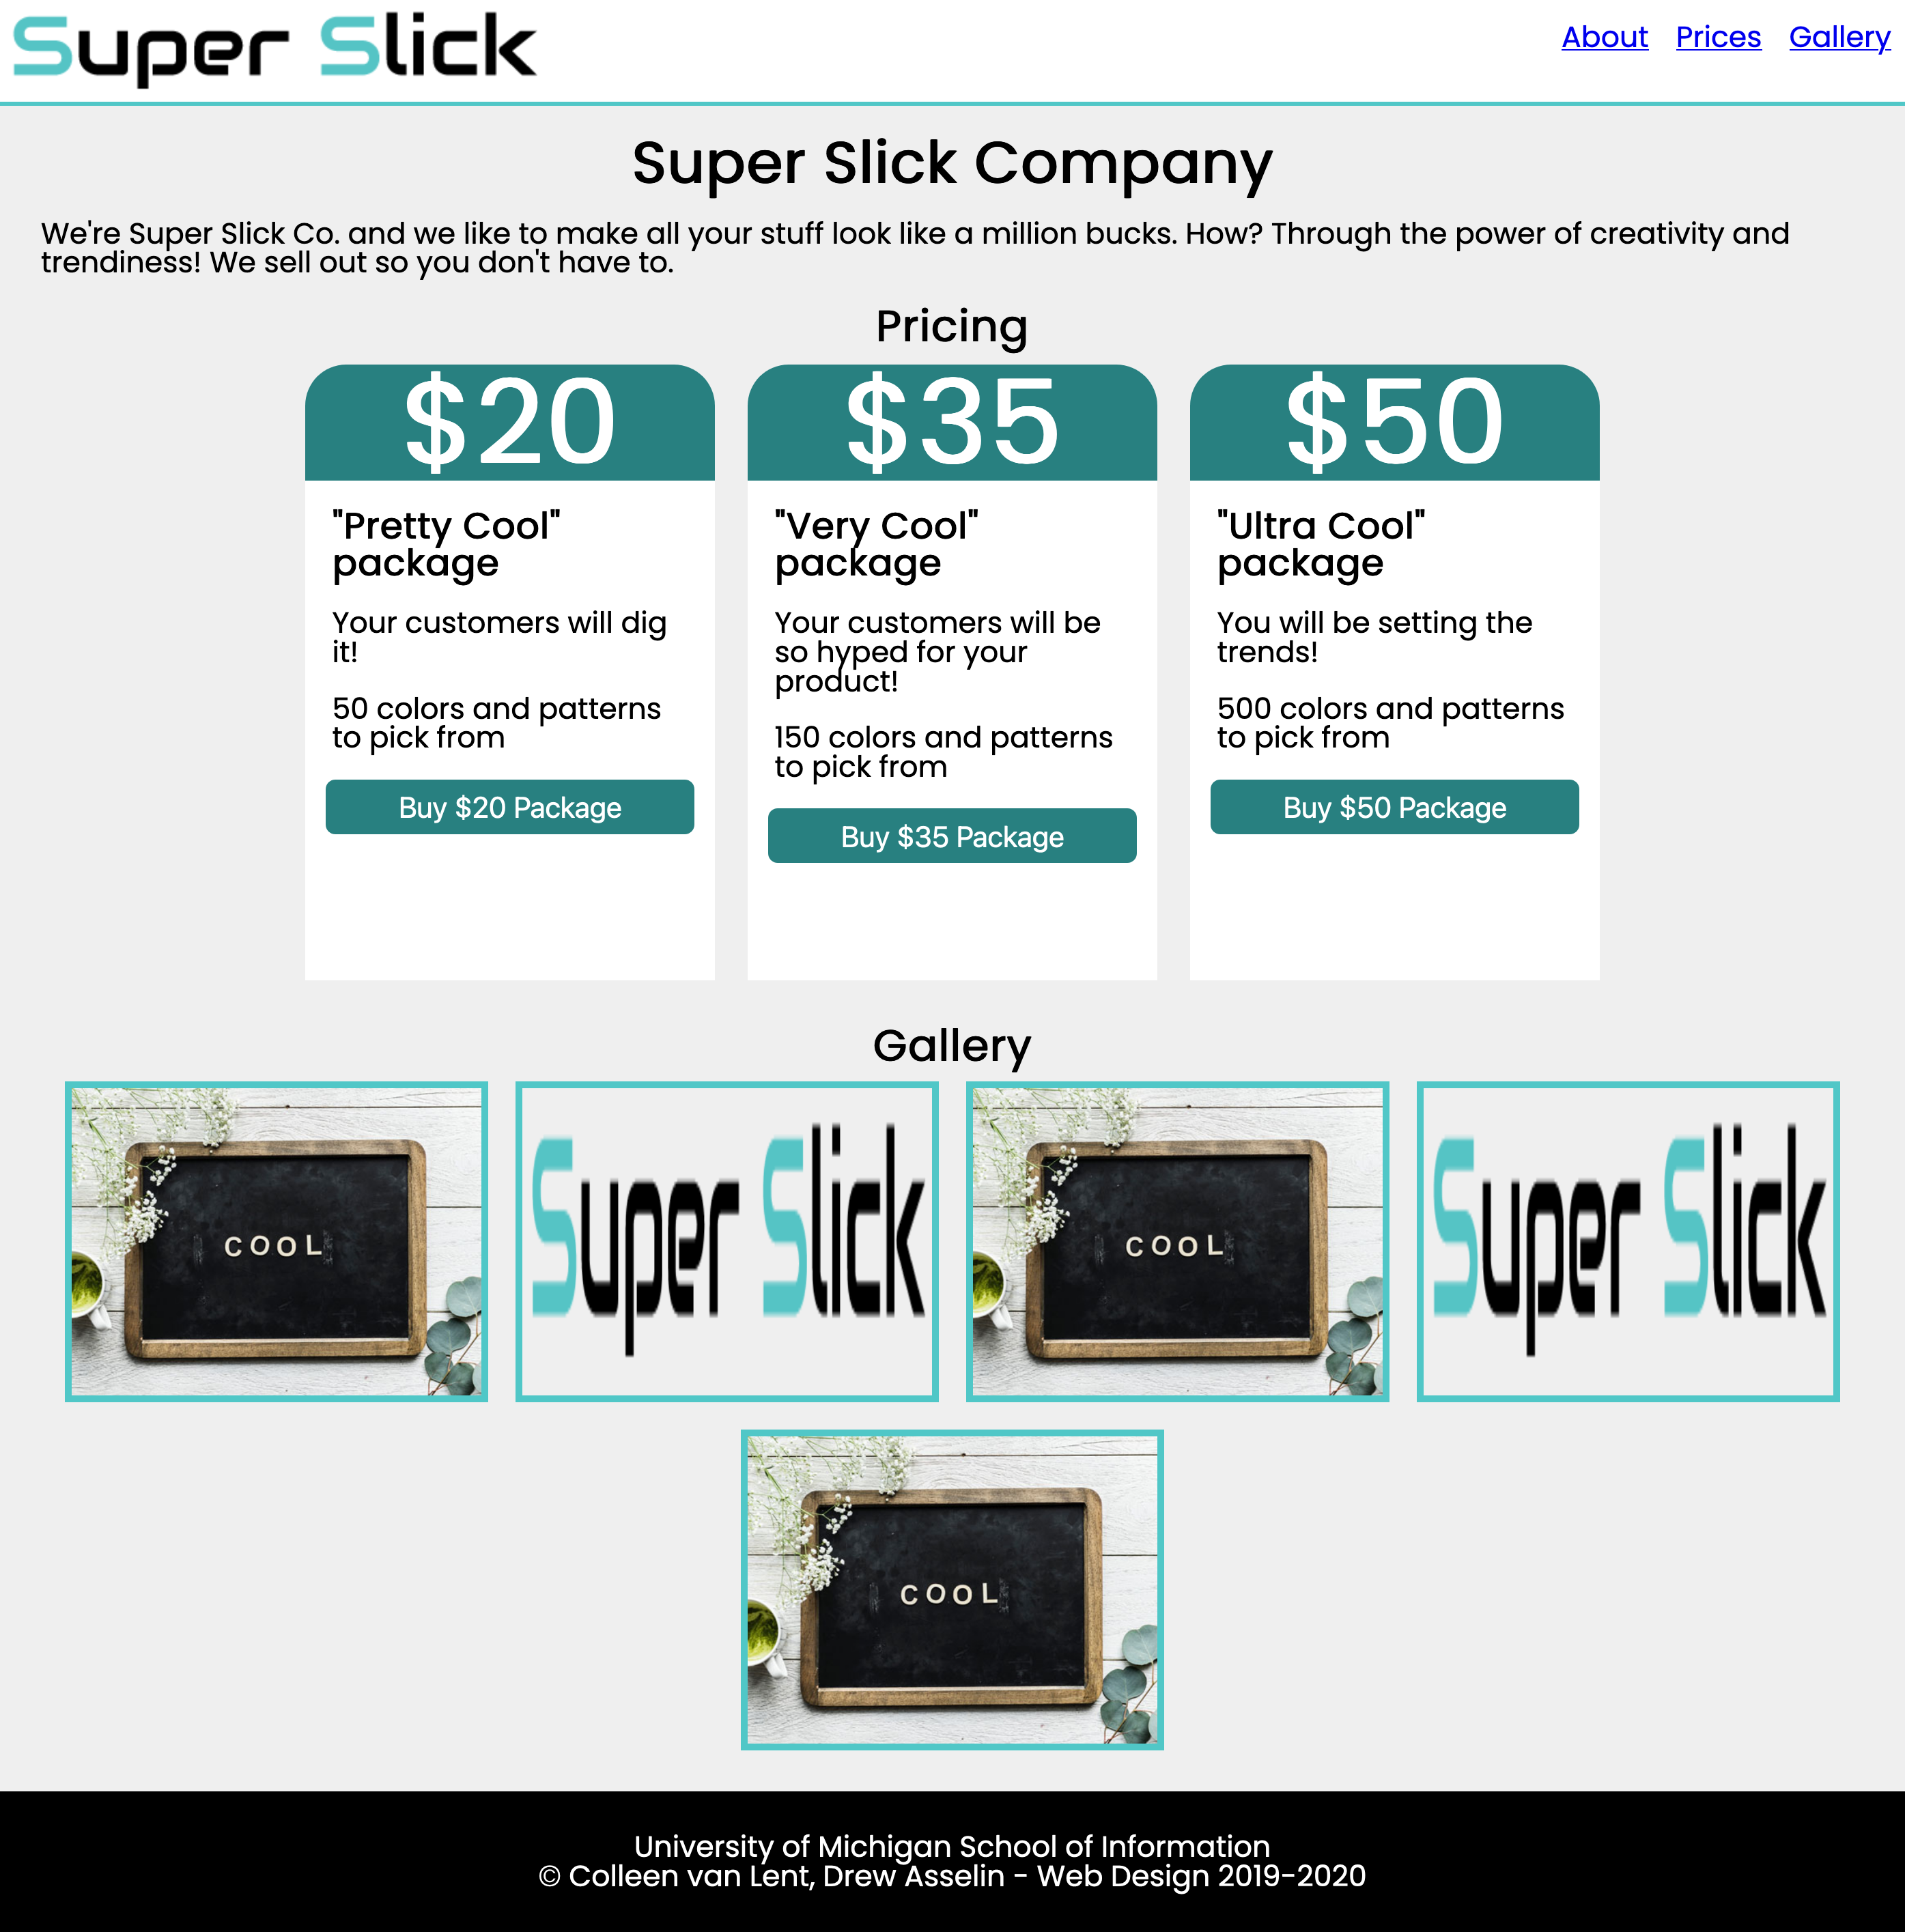 Super Slick
About Prices Gallery
Super Slick Company
We're Super Slick Co. and we like to make all your stuff look like a million bucks. How? Through the power of creativity and
trendiness! We sell out so you don't have to.
Pricing
$20
"Pretty Cool"
package
Your customers will dig
it!
50 colors and patterns
to pick from
Buy $20 Package
$35
"Very Cool"
package
Your customers will be
so hyped for your
product!
150 colors and patterns
to pick from
Buy $35 Package
$50
"Ultra Cool"
package
You will be setting the
trends!
500 colors and patterns
to pick from
Buy $50 Package
Gallery
COOL
Super Slick
COOL
Super Slick
COOL
University of Michigan School of Information
© Colleen van Lent, Drew Asselin - Web Design 2019-2020